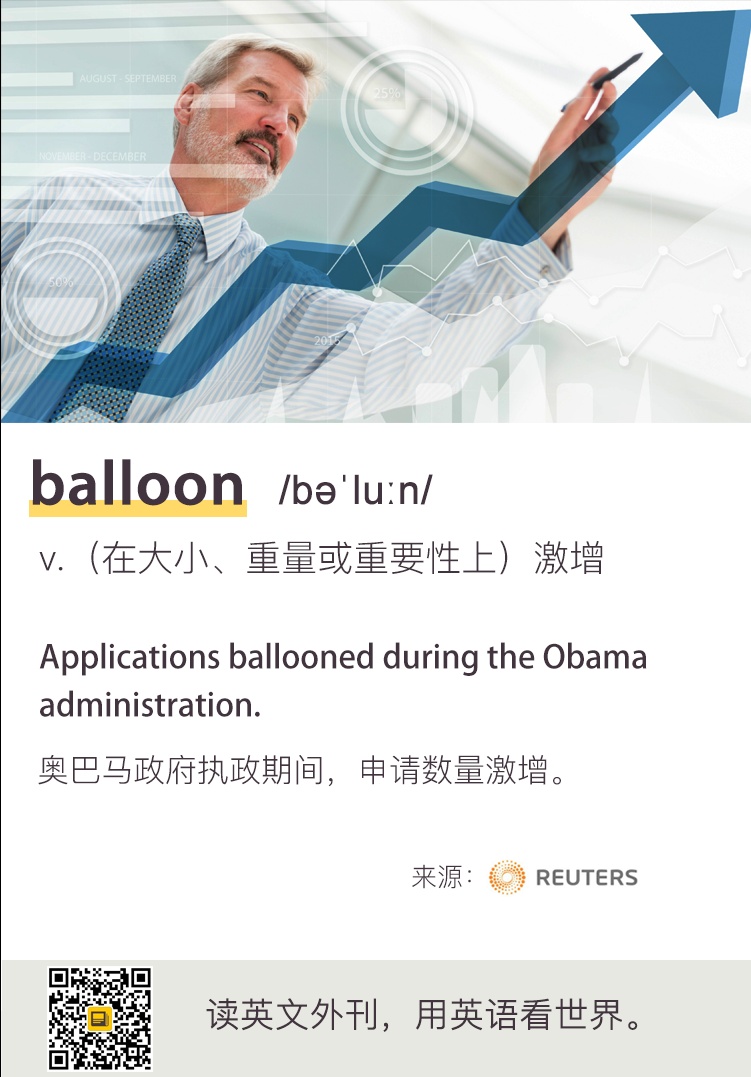 AUGUST - SEPTEMBER
25%
NOVEMBER - DECEMBER
50%
2015
balloon /bəˈluːn/
v.（在大小、重量或重要性上）激增
Applications ballooned during the Obama
administration.
奥巴马政府执政期间，申请数量激增。
来源： REUTERS
读英文外刊，用英语看世界。